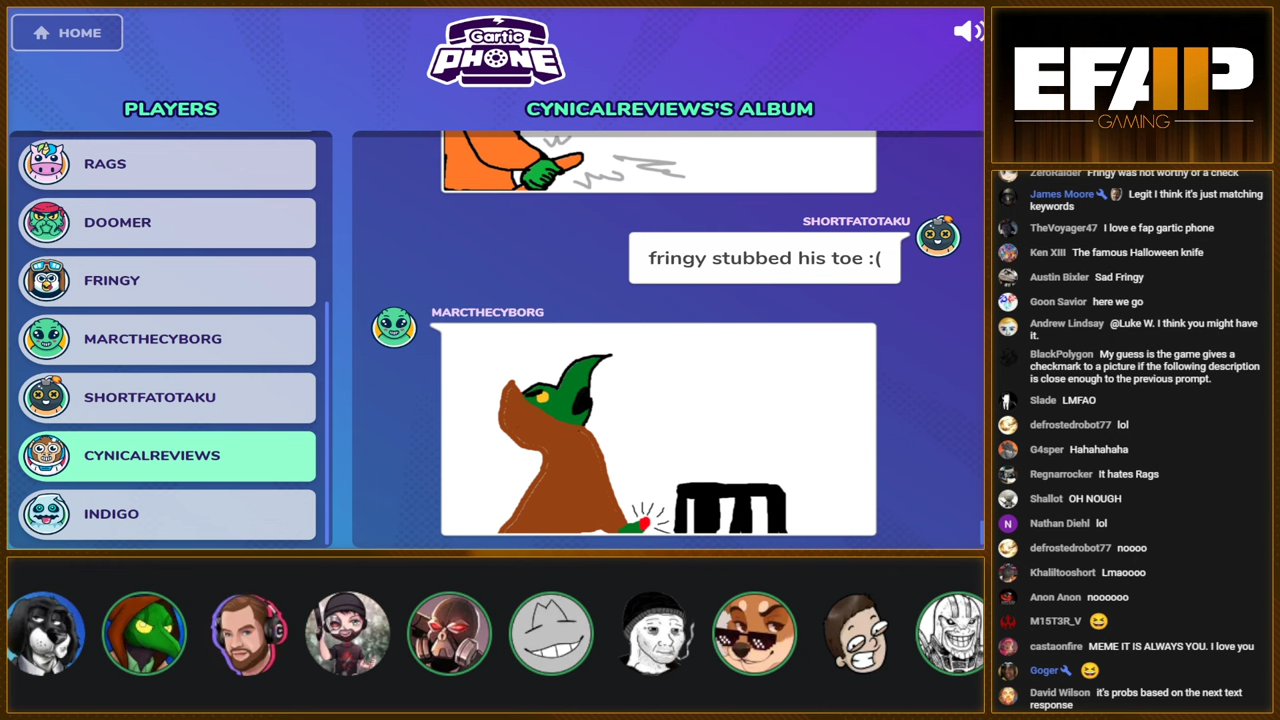 HOME
Gartic
PHONE
PLAYERS
RAGS
DOOMER
FRINGY
MARCTHECYBORG
SHORTFATOTAKU
CYNICALREVIEWS
INDIGO
CYNICALREVIEWS'S ALBUM
SHORTFATOTAKU
fringy stubbed his toe :(
MARCTHECYBORG
EFAP
GAMING
ZeroRaider Fringy was not worthy of a check
James Moore Legit I think it's just matching
keywords
TheVoyager47 I love e fap gartic phone
Ken XIII The famous Halloween knife
Austin Bixler Sad Fringy
Goon Savior here we go
Andrew Lindsay @Luke W. I think you might have
it.
BlackPolygon My guess is the game gives a
checkmark to a picture if the following description
is close enough to the previous prompt.
Slade LMFAO
defrostedrobot77 lol
G4sper Hahahahaha
Regnarrocker It hates Rags
Shallot OH NOUGH
N
Nathan Diehl lol
defrostedrobot77 noooo
Khaliltooshort Lmaoooo
Anon Anon noooooo
M15T3R_V
castaonfire MEME IT IS ALWAYS YOU. I love you
Goger
David Wilson it's probs based on the next text
response